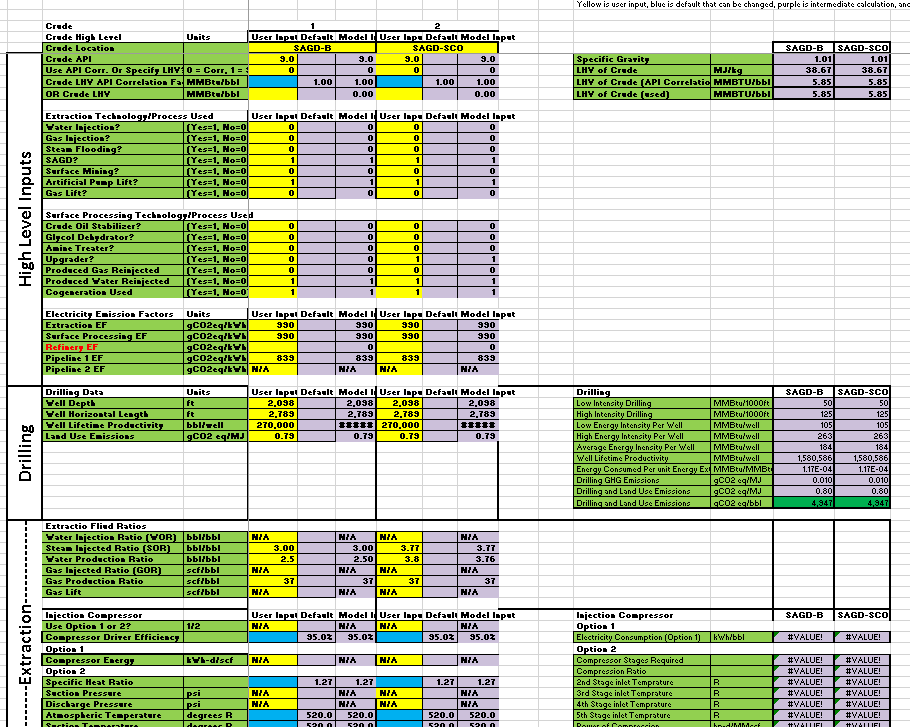 Yellow is user input, blue is default that can be changed, purple is intermediate calculation, and
Crude 1 2
Crude High Level Units User Input Default Model Input User Input Default Model Input
Crude Location SAGD-B SAGD-SCO SAGD-B SAGD-SCO
Crude API 9.0 9.0 9.0 9.0 Specific Gravity 1.01 1.01
Use API Corr. Or Specify LHV? 0 = Corr, 1 = 0 0 0 0 LHV of Crude MJ/kg 38.67 38.67
Crude LHV API Correlation Fa MMBtu/bbl 1.00 1.00 1.00 1.00 LHV of Crude (API Correlatio MMBTU/bbl 5.85 5.85
OR Crude LHV MMBtu/bbl 0.00 0.00 LHV of Crude (used) MMBTU/bbl 5.85 5.85
Extraction Technology/Process Used User Input Default Model I User Input Default Model Input
Water Injection? (Yes=1, No=0 0 0 0 0
Gas Injection? (Yes=1, No=0 0 0 0 0
Steam Flooding? (Yes=1, No=0 0 0 0 0
SAGD? (Yes=1, No=0 1 1 1 1
Surface Mining? (Yes=1, No=0 0 0 0 0
Artificial Pump Lift? (Yes=1, No=0 1 1 1 1
Gas Lift? (Yes=1, No=0 0 0 0 0
High Level Inputs
Surface Processing Technology/Process Used
Crude Oil Stabilizer? (Yes=1, No=0 0 0 0 0
Glycol Dehydrator? (Yes=1, No=0 0 0 0 0
Amine Treater? (Yes=1, No=0 0 0 0 0
Upgrader? (Yes=1, No=0 0 0 1 1
Produced Gas Reinjected (Yes=1, No=0 0 0 0 0
Produced Water Reinjected (Yes=1, No=0 1 1 1 1
Cogeneration Used (Yes=1, No=0 1 1 1 1
Electricity Emission Factors Units User Input Default Model I User Input Default Model Input
Extraction EF gCO2eq/kWh 990 990 990 990
Surface Processing EF gCO2eq/kWh 990 990 990 990
Refinery EF gCO2eq/kWh 0 0
Pipeline 1 EF gCO2eq/kWh 839 839 839 839
Pipeline 2 EF gCO2eq/kWh N/A N/A N/A N/A
Drilling Data Units User Input Default Model I User Input Default Model Input Drilling SAGD-B SAGD-SCO
Well Depth ft 2,098 2,098 2,098 2,098 Low Intensity Drilling MMBtu/1000ft 50 50
Well Horizontal Length ft 2,789 2,789 2,789 2,789 High Intensity Drilling MMBtu/1000ft 125 125
Well Lifetime Productivity bbl/well 270,000 ##### 270,000 ##### Low Energy Intensity Per Well MMBtu/well 105 105
Land Use Emissions gCO2 eq/MJ 0.79 0.79 0.79 0.79 High Energy Intensity Per Well MMBtu/well 263 263
Average Energy Inensity Per Well MMBtu/well 184 184
Drilling
Well Lifetime Productivity MMBtu/well 1,580,586 1,580,586
Energy Consumed Per unit Energy Ext MMBtu/MMBtu 1.17E-04 1.17E-04
Drilling GHG Emissions gCO2 eq/MJ 0.010 0.010
Drilling and Land Use Emissions gCO2 eq/MJ 0.80 0.80
Drilling and Land Use Emissions gCO2 eq/bbl 4,947 4,947
Extractio Fluid Ratios
Water Injection Ratio (WOR) bbl/bbl N/A N/A N/A N/A
Steam Injected Ratio (SOR) bbl/bbl 3.00 3.00 3.77 3.77
Water Production Ratio bbl/bbl 2.5 2.50 3.8 3.76
Gas Injected Ratio (GOR) scf/bbl N/A N/A N/A N/A
Gas Production Ratio scf/bbl 37 37 37 37
Gas Lift scf/bbl N/A N/A N/A N/A
Injection Compressor User Input Default Model I User Input Default Model Input Injection Compressor SAGD-B SAGD-SCO
Use Option 1 or 2? 1/2 N/A N/A Option 1
Compressor Driver Efficiency 95.0% 95.0% 95.0% 95.0% Electricity Consumption (Option 1) kWh/bbl #VALUE! #VALUE!
Option 1 Option 2
Compressor Energy kWh-d/scf N/A N/A N/A N/A Compressor Stages Required #VALUE! #VALUE!
Option 2 Compression Ratio #VALUE! #VALUE!
Specific Heat Ratio 1.27 1.27 1.27 1.27 2nd Stage inlet Temprature R #VALUE! #VALUE!
Suction Pressure psi N/A N/A N/A N/A 3rd Stage inlet Temprature R #VALUE! #VALUE!
Discharge Pressure psi N/A N/A N/A N/A 4th Stage inlet Temprature R #VALUE! #VALUE!
Atmospheric Temperature degrees R 520.0 520.0 520.0 520.0 5th Stage inlet Temprature R #VALUE! #VALUE!
Suction Temperature degrees R 520.0 520.0 520.0 520.0 Power of Compression hp-d/MMscf #VALUE! #VALUE!
------Extraction------